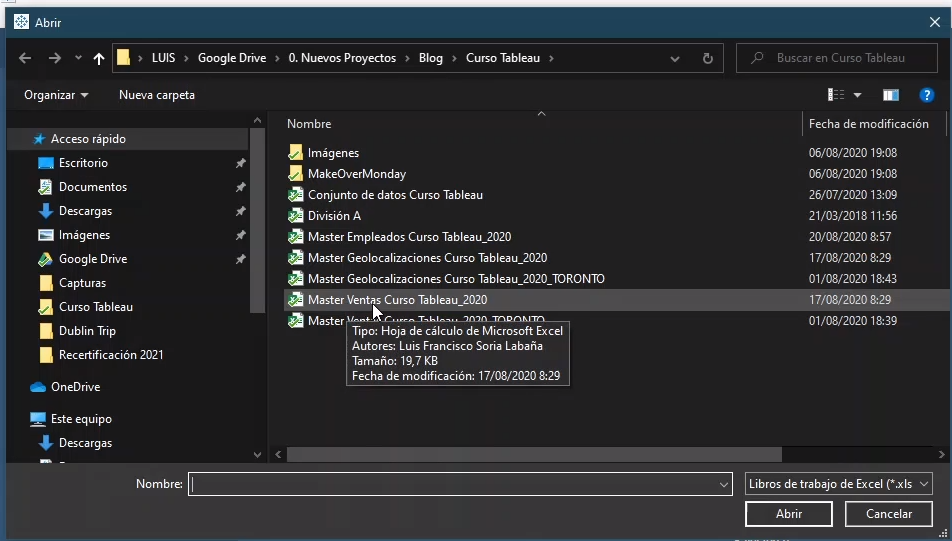 Abrir
LUIS > Google Drive > 0. Nuevos Proyectos > Blog > Curso Tableau >
Buscar en Curso Tableau
Organizar
Nueva carpeta
Nombre
Fecha de modificación
Acceso rápido
Escritorio
Documentos
Descargas
Imágenes
Google Drive
Capturas
Curso Tableau
Dublin Trip
Recertificación 2021
OneDrive
Este equipo
Descargas
Imágenes 06/08/2020 19:08
MakeOverMonday 06/08/2020 19:08
Conjunto de datos Curso Tableau 26/07/2020 13:09
División A 21/03/2018 11:56
Master Empleados Curso Tableau_2020 20/08/2020 8:57
Master Geolocalizaciones Curso Tableau_2020 17/08/2020 8:29
Master Geolocalizaciones Curso Tableau_2020_TORONTO 01/08/2020 18:43
Master Ventas Curso Tableau_2020 17/08/2020 8:29
Master Ventas Curso Tableau_2020_TORONTO 01/08/2020 18:39
Tipo: Hoja de cálculo de Microsoft Excel
Autores: Luis Francisco Soria Labaña
Tamaño: 19,7 KB
Fecha de modificación: 17/08/2020 8:29
Nombre:
Libros de trabajo de Excel (*.xls
Abrir
Cancelar